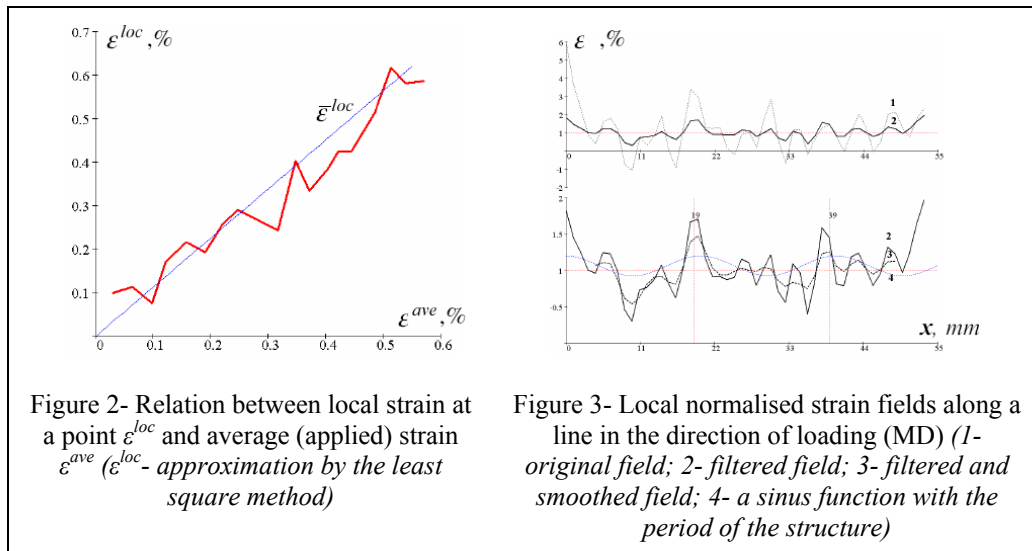 ε^loc ,%
0.7
0.6
0.5
0.4
0.3
0.2
0.1
ε̅^loc
ε^ave ,%
0 0.1 0.2 0.3 0.4 0.5 0.6
Figure 2- Relation between local strain at
a point ε^loc and average (applied) strain
ε^ave (ε^loc- approximation by the least
square method)
ε ,%
6
5
4
3
2
1
0 11 22 33 44 55
-1
-2
1
2
2
1.5
1
0.5
19
39
2
3
4
x, mm
0 11 22 33 44 55
Figure 3- Local normalised strain fields along a
line in the direction of loading (MD) (1-
original field; 2- filtered field; 3- filtered and
smoothed field; 4- a sinus function with the
period of the structure)